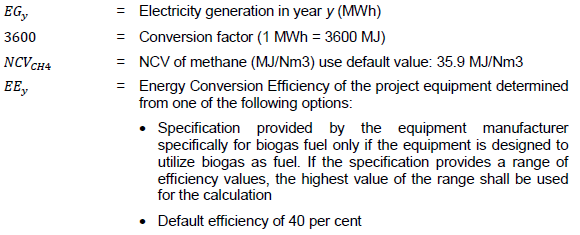 EG_y = Electricity generation in year y (MWh)
3600 = Conversion factor (1 MWh = 3600 MJ)
NCV_CH4 = NCV of methane (MJ/Nm3) use default value: 35.9 MJ/Nm3
EE_y = Energy Conversion Efficiency of the project equipment determined
from one of the following options:
• Specification provided by the equipment manufacturer
specifically for biogas fuel only if the equipment is designed to
utilize biogas as fuel. If the specification provides a range of
efficiency values, the highest value of the range shall be used
for the calculation
• Default efficiency of 40 per cent